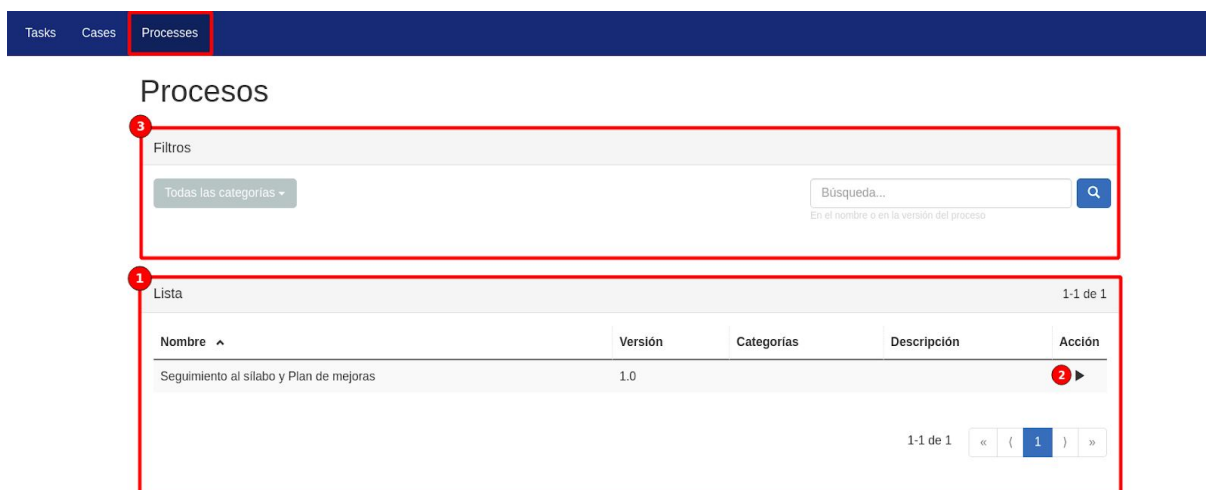 Tasks Cases Processes
Procesos
3
Filtros
Todas las categorías
Búsqueda...
En el nombre o en la versión del proceso
1
Lista 1-1 de 1
Nombre Versión Categorías Descripción Acción
Seguimiento al sílabo y Plan de mejoras 1.0 2
1-1 de 1 « ⟨ 1 ⟩ »